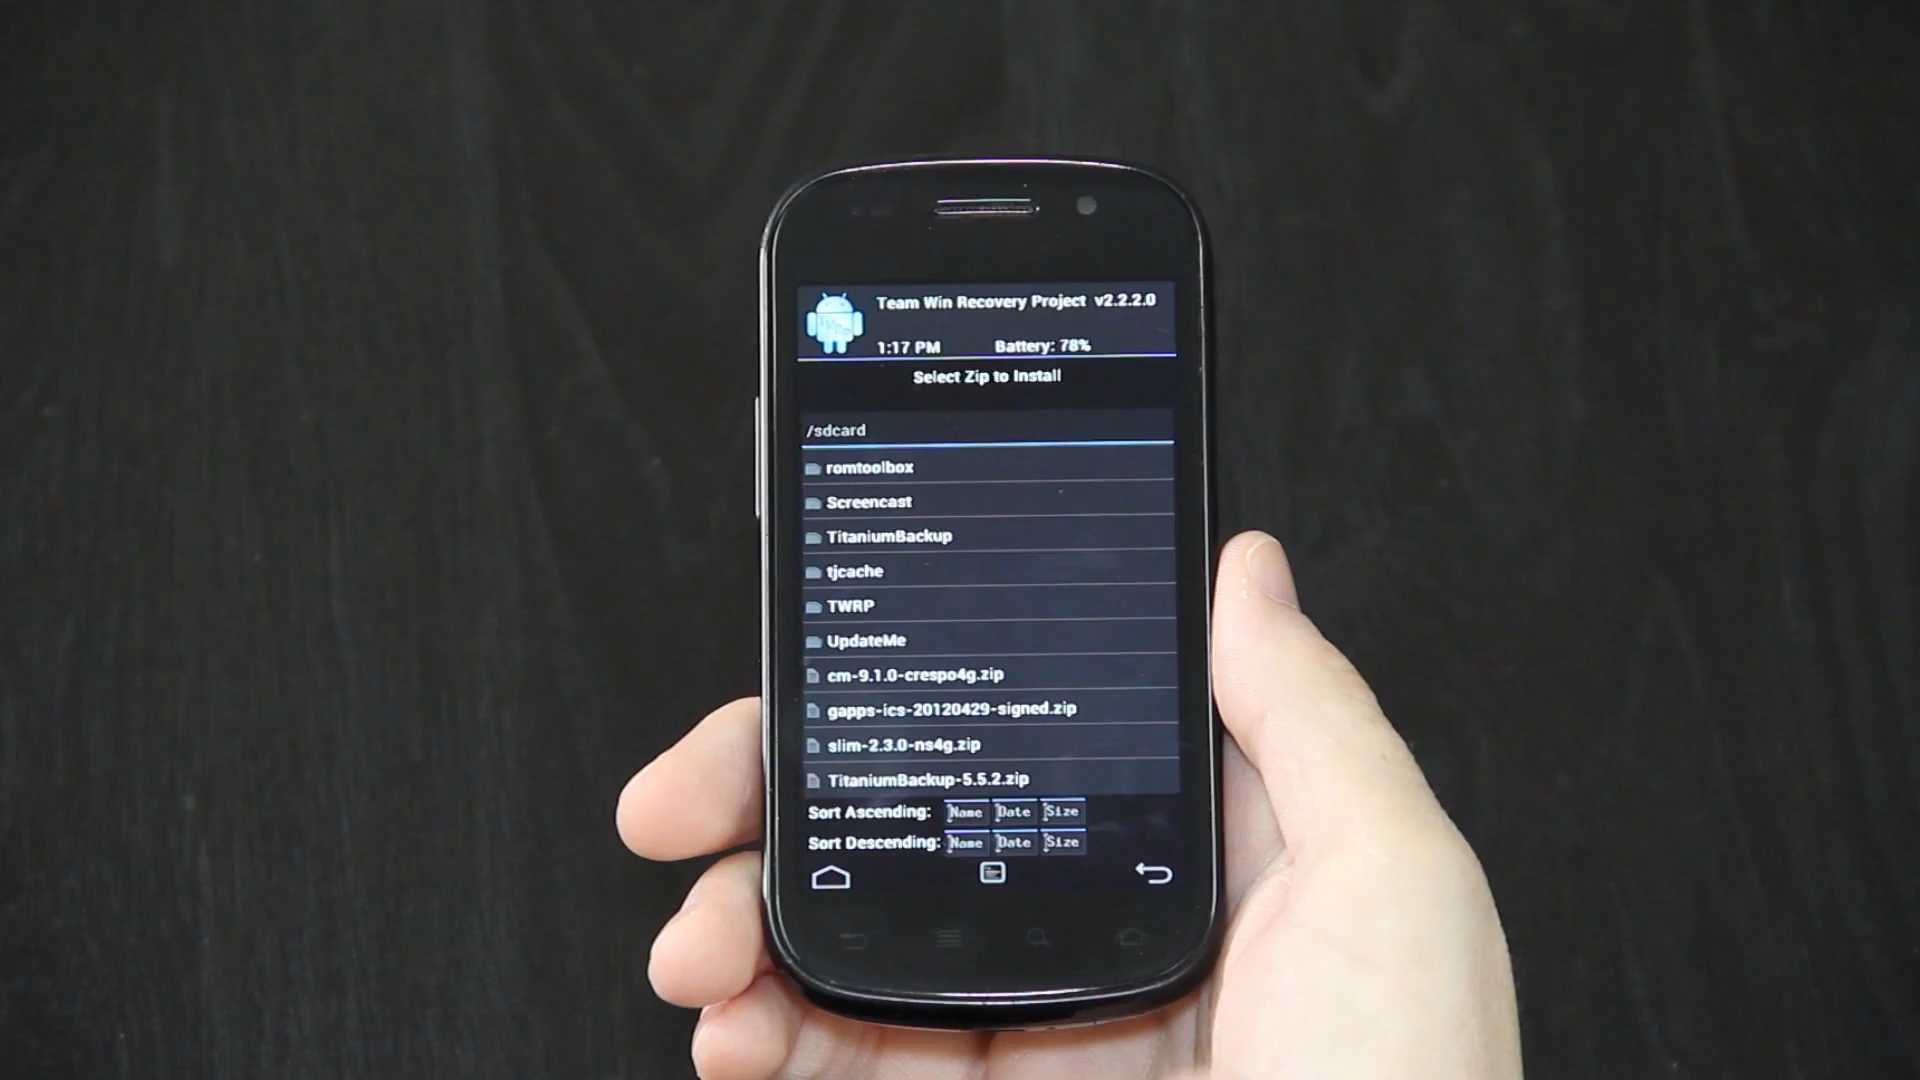 Team Win Recovery Project v2.2.2.0
1:17 PM Battery: 78%
Select Zip to Install
/sdcard
romtoolbox
Screencast
TitaniumBackup
tjcache
TWRP
UpdateMe
cm-9.1.0-crespo4g.zip
gapps-ics-20120429-signed.zip
slim-2.3.0-ns4g.zip
TitaniumBackup-5.5.2.zip
Sort Ascending: Name Date Size
Sort Descending: Name Date Size